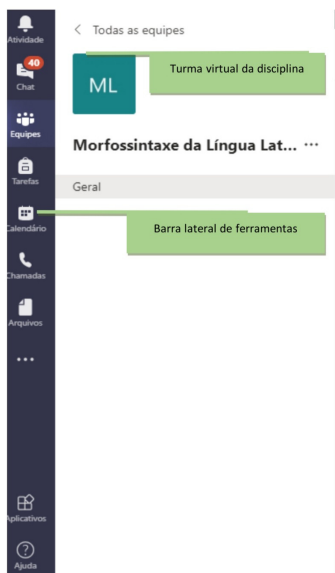 Atividade
40
Chat
Equipes
Tarefas
Calendário
Chamadas
Arquivos
...
Aplicativos
Ajuda
< Todas as equipes
ML
Turma virtual da disciplina
Morfossintaxe da Língua Lat... ...
Geral
Barra lateral de ferramentas